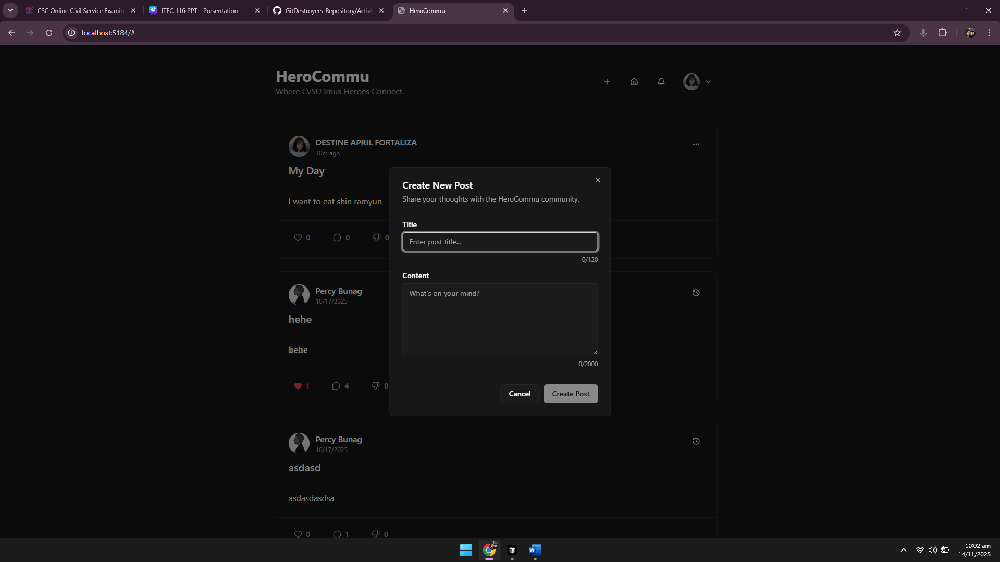 CSC Online Civil Service Examin
ITEC 116 PPT - Presentation
GitDestroyers-Repository/Activi
HeroCommu
localhost:5184/#
HeroCommu
Where CvSU Imus Heroes Connect.
DESTINE APRIL FORTALIZA
30m ago
My Day
I want to eat shin ramyun
0 0 0
Create New Post
Share your thoughts with the HeroCommu community.
Title
Enter post title...
0/120
Content
What's on your mind?
0/2000
Cancel Create Post
Percy Bunag
10/17/2025
hehe
hehe
1 4 0
Percy Bunag
10/17/2025
asdasd
asdasdasdsa
0 1 0
10:02 am
14/11/2025